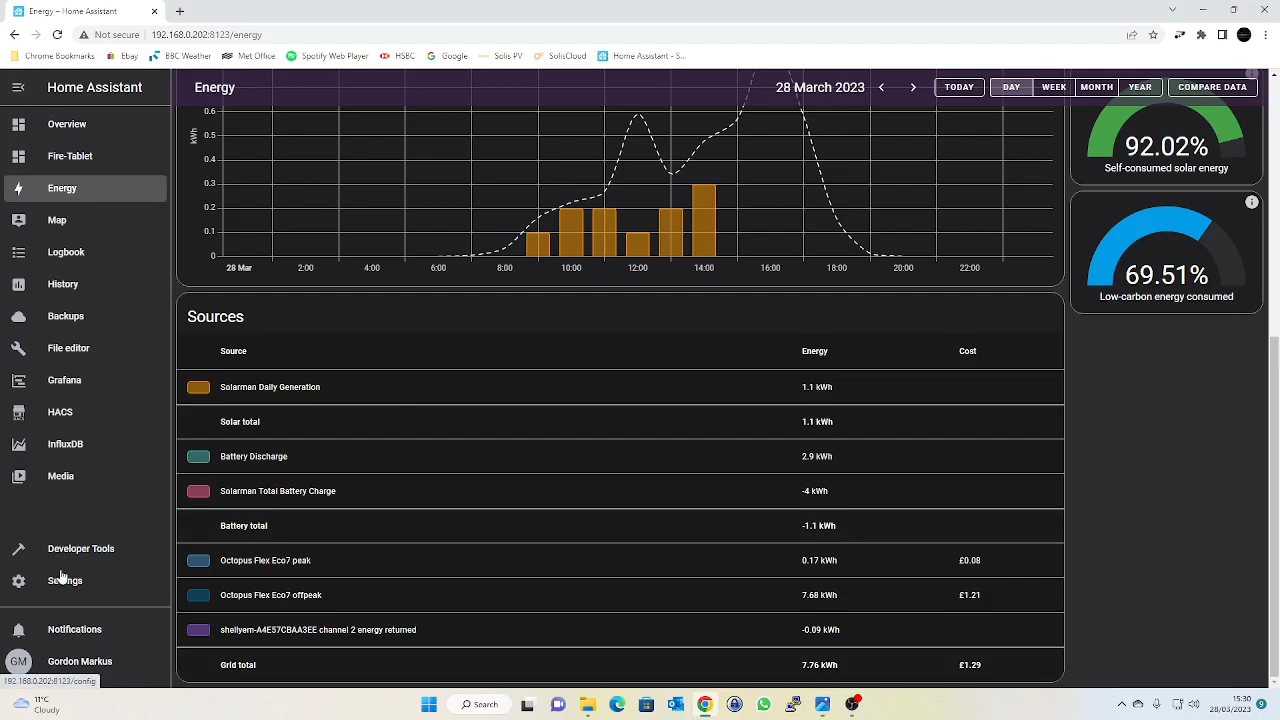 Energy – Home Assistant
Not secure 192.168.0.202:8123/energy
Chrome Bookmarks Ebay BBC Weather Met Office Spotify Web Player HSBC Google Solis PV SolisCloud Home Assistant - S...
Home Assistant
Overview
Fire-Tablet
Energy
Map
Logbook
History
Backups
File editor
Grafana
HACS
InfluxDB
Media
Developer Tools
Settings
Notifications
GM Gordon Markus
192.168.0.202:8123/config
Energy 28 March 2023 TODAY DAY WEEK MONTH YEAR COMPARE DATA
kWh
0.6
0.5
0.4
0.3
0.2
0.1
0
28 Mar 2:00 4:00 6:00 8:00 10:00 12:00 14:00 16:00 18:00 20:00 22:00
92.02%
Self-consumed solar energy
69.51%
Low-carbon energy consumed
Sources
Source Energy Cost
Solarman Daily Generation 1.1 kWh
Solar total 1.1 kWh
Battery Discharge 2.9 kWh
Solarman Total Battery Charge -4 kWh
Battery total -1.1 kWh
Octopus Flex Eco7 peak 0.17 kWh £0.08
Octopus Flex Eco7 offpeak 7.68 kWh £1.21
shellyem-A4E57CBAA3EE channel 2 energy returned -0.09 kWh
Grid total 7.76 kWh £1.29
11°C
Cloudy
Search
15:30
28/03/2023